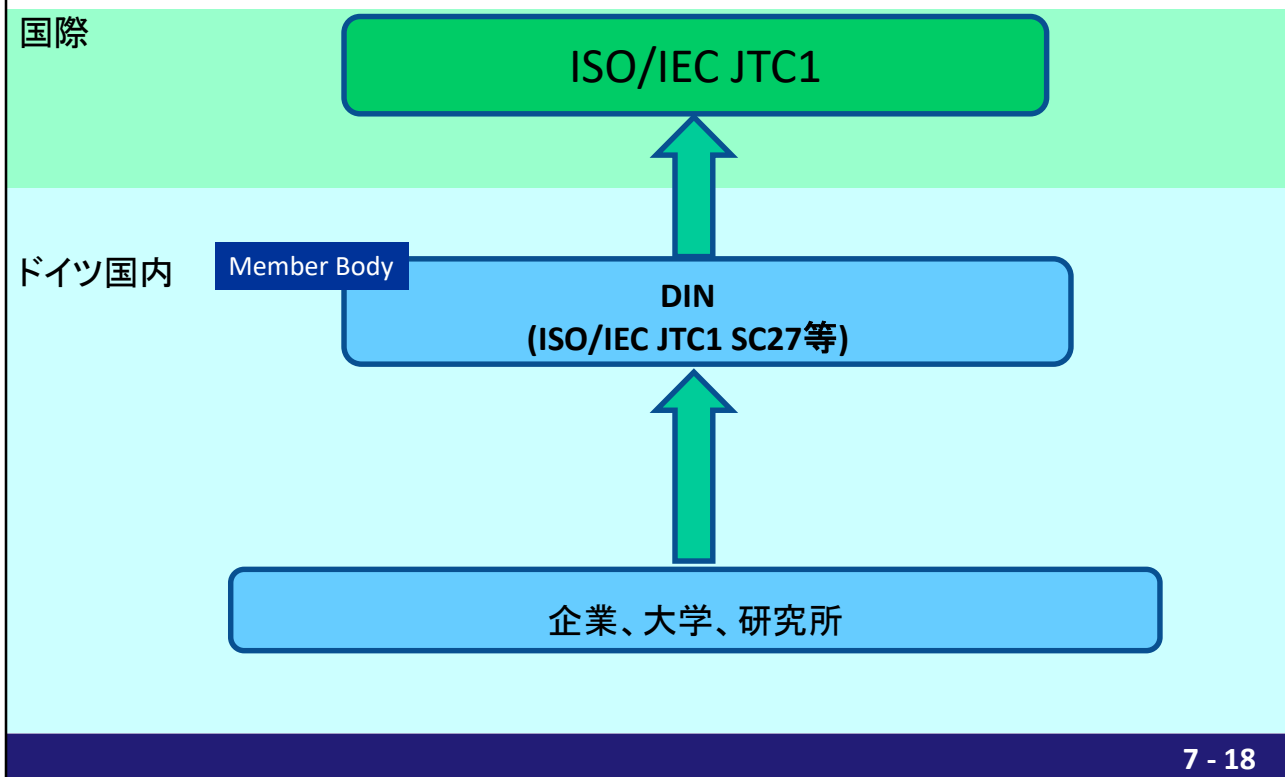 国際
ISO/IEC JTC1
ドイツ国内
Member Body
DIN
(ISO/IEC JTC1 SC27等)
企業、大学、研究所
7 - 18